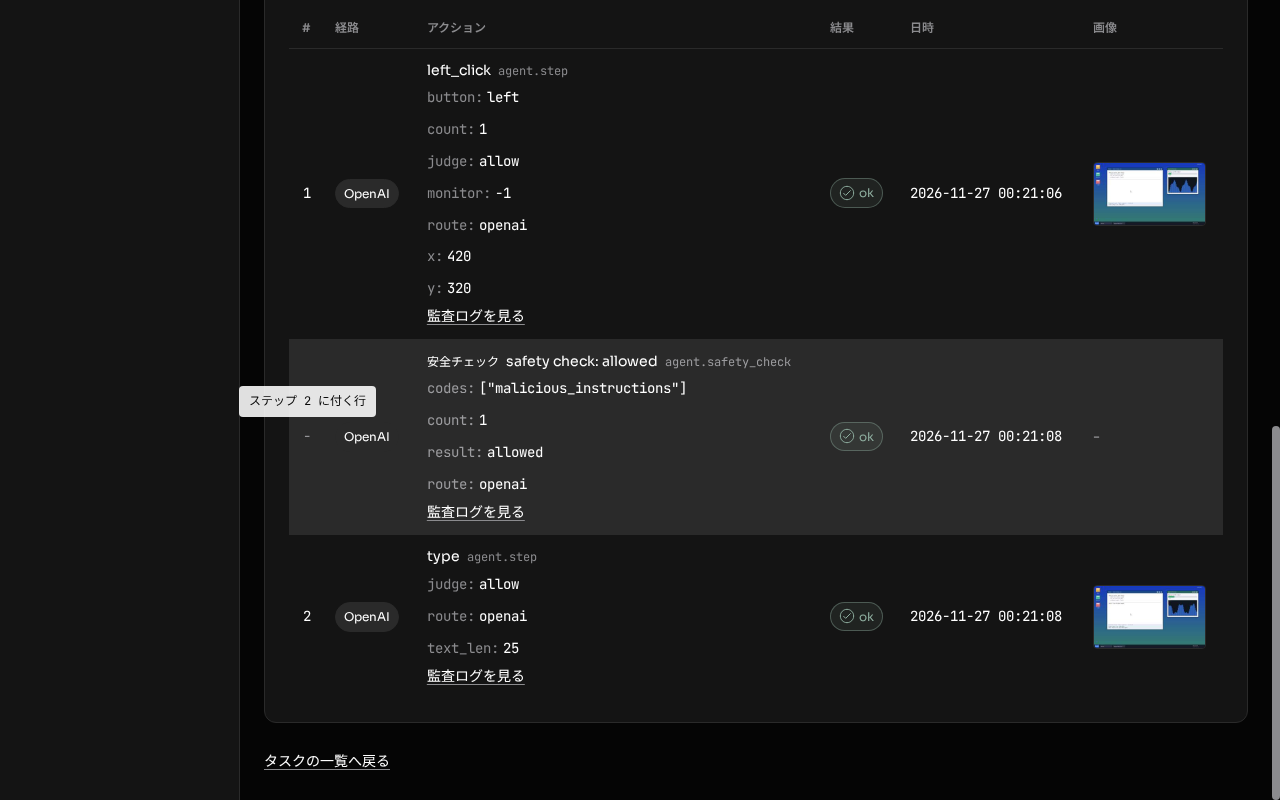 # 経路 アクション 結果 日時 画像
left_click agent.step
button: left
count: 1
judge: allow
1 OpenAI monitor: -1 ok 2026-11-27 00:21:06
route: openai
x: 420
y: 320
監査ログを見る
安全チェック safety check: allowed agent.safety_check
codes: ["malicious_instructions"]
ステップ 2 に付く行
count: 1
- OpenAI ok 2026-11-27 00:21:08 -
result: allowed
route: openai
監査ログを見る
type agent.step
judge: allow
2 OpenAI route: openai ok 2026-11-27 00:21:08
text_len: 25
監査ログを見る
タスクの一覧へ戻る